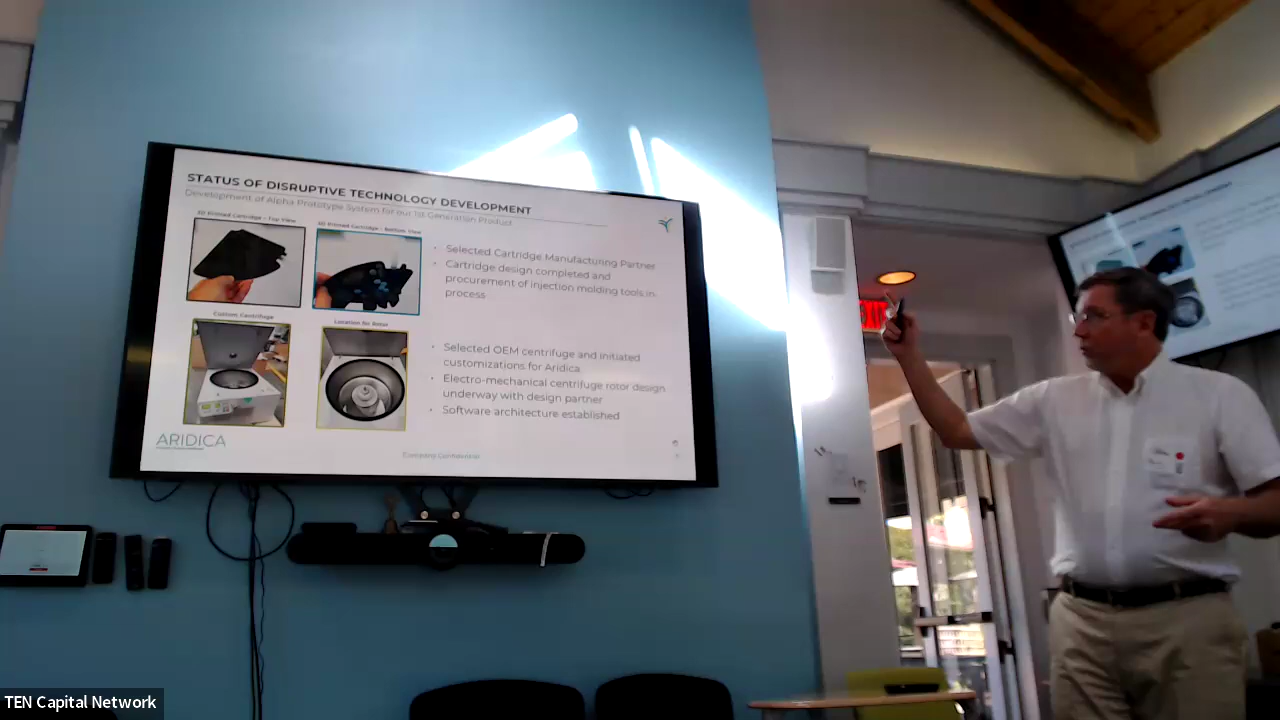 STATUS OF DISRUPTIVE TECHNOLOGY DEVELOPMENT
Development of Alpha Prototype System for our 1st Generation Product
3D Printed Cartridge - Top View
3D Printed Cartridge - Bottom View
• Selected Cartridge Manufacturing Partner
• Cartridge design completed and
procurement of injection molding tools in
process
Custom Centrifuge
Location for Rotor
• Selected OEM centrifuge and initiated
customizations for Aridica
• Electro-mechanical centrifuge rotor design
underway with design partner
• Software architecture established
ARIDICA
Company Confidential
EXIT
TEN Capital Network